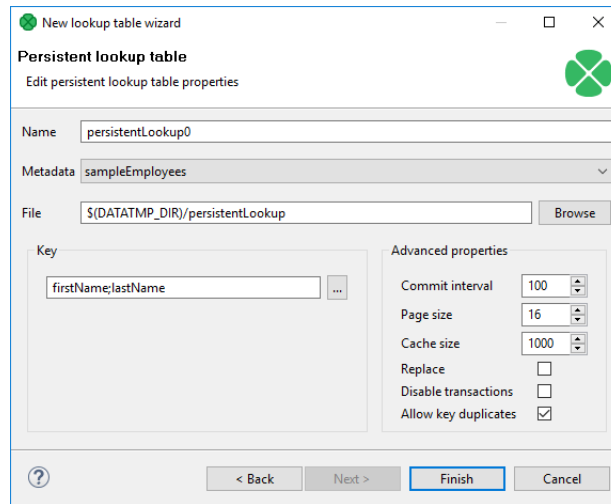 New lookup table wizard
Persistent lookup table
Edit persistent lookup table properties
Name persistentLookup0
Metadata sampleEmployees
File $(DATATMP_DIR)/persistentLookup Browse
Key
firstName;lastName ...
Advanced properties
Commit interval 100
Page size 16
Cache size 1000
Replace
Disable transactions
Allow key duplicates
? < Back Next > Finish Cancel